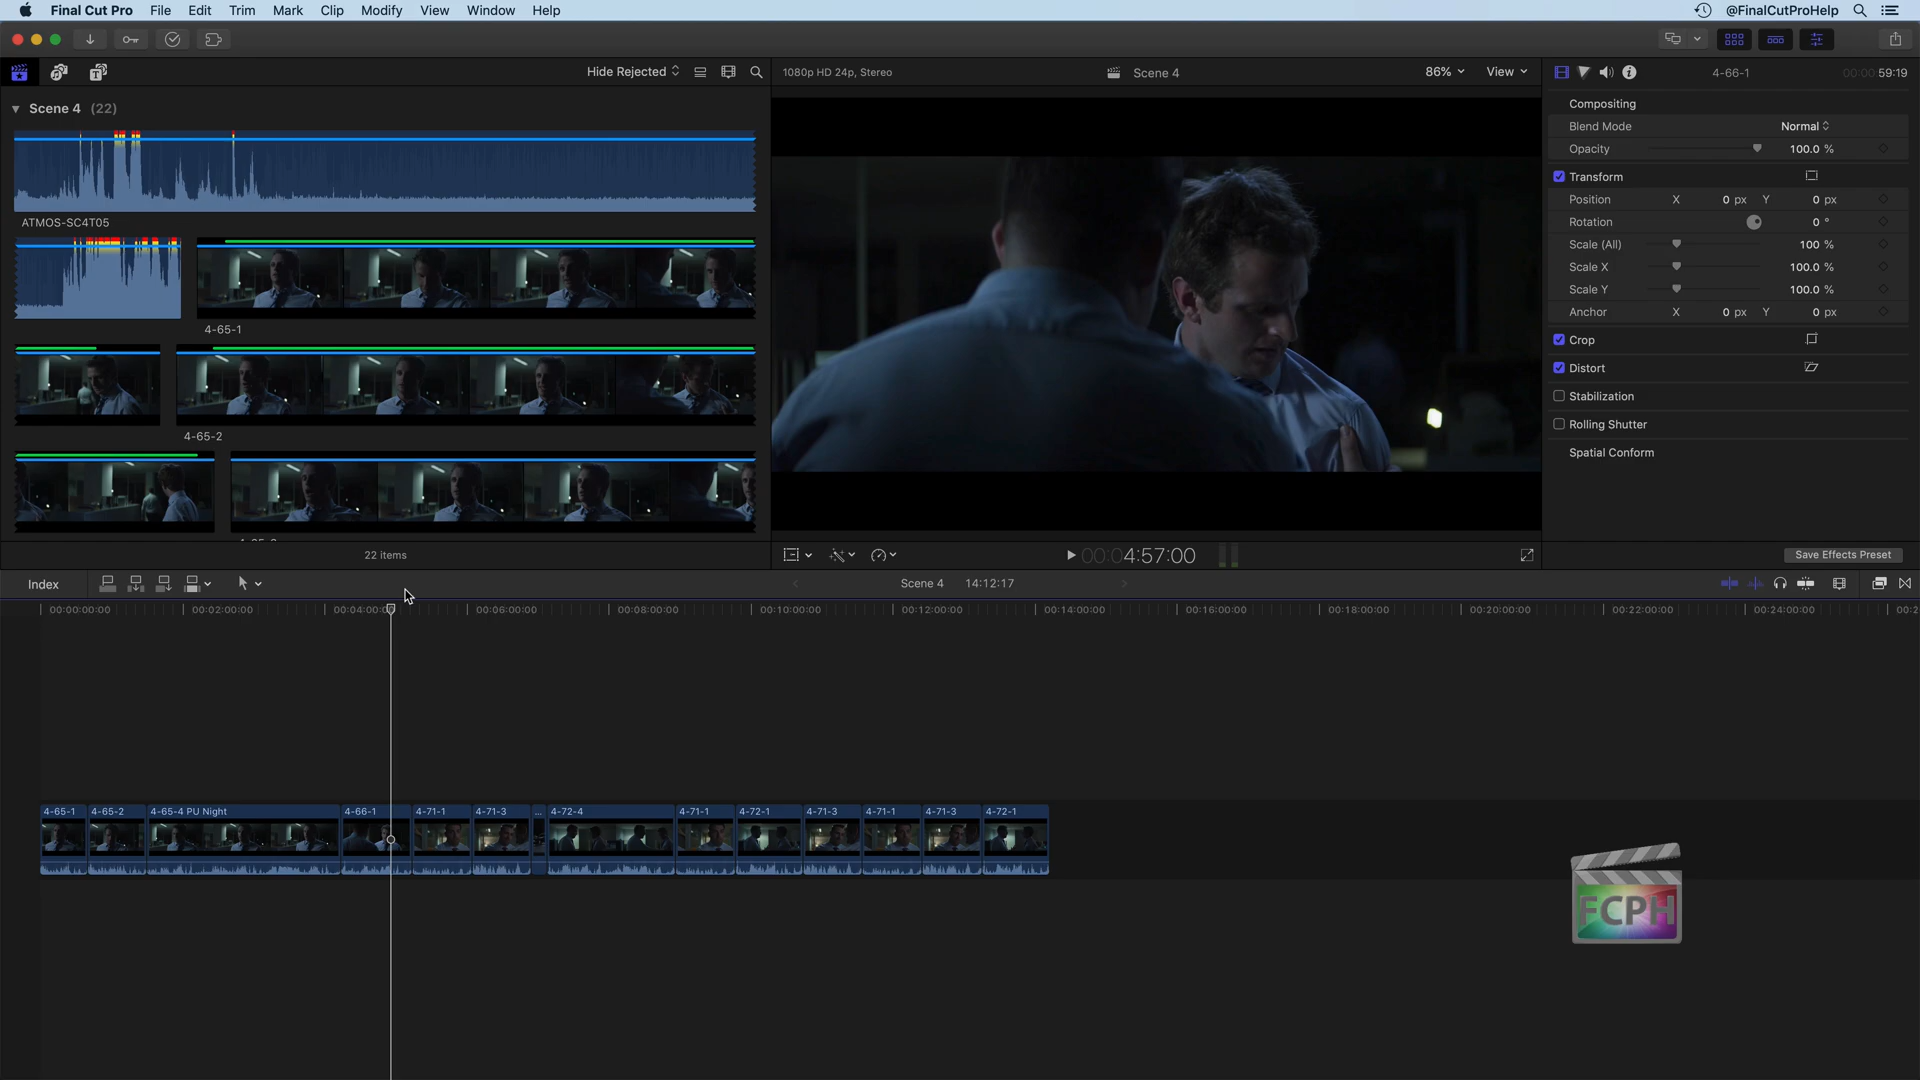 Final Cut Pro File Edit Trim Mark Clip Modify View Window Help @FinalCutProHelp
Hide Rejected
1080p HD 24p, Stereo Scene 4 86% View
4-66-1 00:00:59:19
Scene 4 (22)
ATMOS-SC4T05
4-65-1
4-65-2
22 items
Compositing
Blend Mode Normal
Opacity 100.0 %
Transform
Position X 0 px Y 0 px
Rotation 0 °
Scale (All) 100 %
Scale X 100.0 %
Scale Y 100.0 %
Anchor X 0 px Y 0 px
Crop
Distort
Stabilization
Rolling Shutter
Spatial Conform
00:04:57:00
Save Effects Preset
Index Scene 4 14:12:17
00:00:00:00 00:02:00:00 00:04:00:00 00:06:00:00 00:08:00:00 00:10:00:00 00:12:00:00 00:14:00:00 00:16:00:00 00:18:00:00 00:20:00:00 00:22:00:00 00:24:00:00
4-65-1 4-65-2 4-65-4 PU Night 4-66-1 4-71-1 4-71-3 ... 4-72-4 4-71-1 4-72-1 4-71-3 4-71-1 4-71-3 4-72-1
FCPH